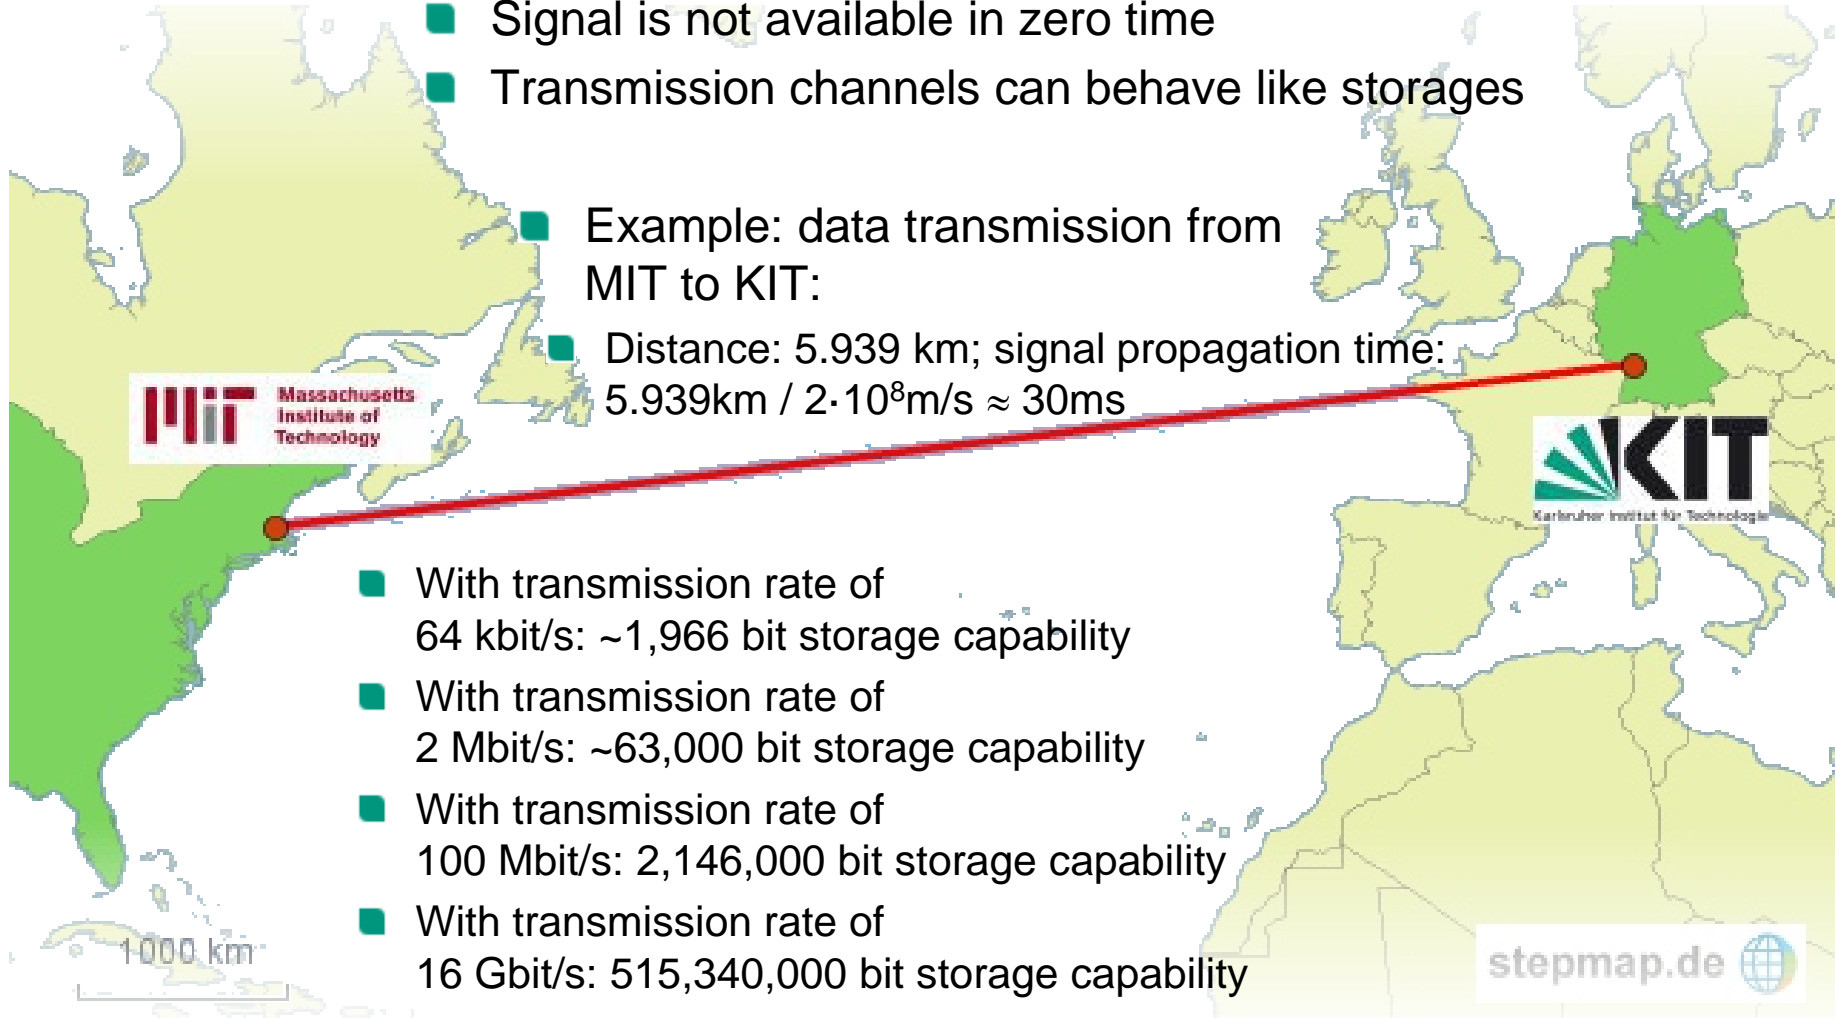 Signal is not available in zero time
Transmission channels can behave like storages
Example: data transmission from
MIT to KIT:
Distance: 5.939 km; signal propagation time:
5.939km / 2·10⁸m/s ≈ 30ms
MIT Massachusetts
Institute of
Technology
KIT
Karlsruher Institut für Technologie
With transmission rate of
64 kbit/s: ~1,966 bit storage capability
With transmission rate of
2 Mbit/s: ~63,000 bit storage capability
With transmission rate of
100 Mbit/s: 2,146,000 bit storage capability
With transmission rate of
16 Gbit/s: 515,340,000 bit storage capability
1000 km
stepmap.de